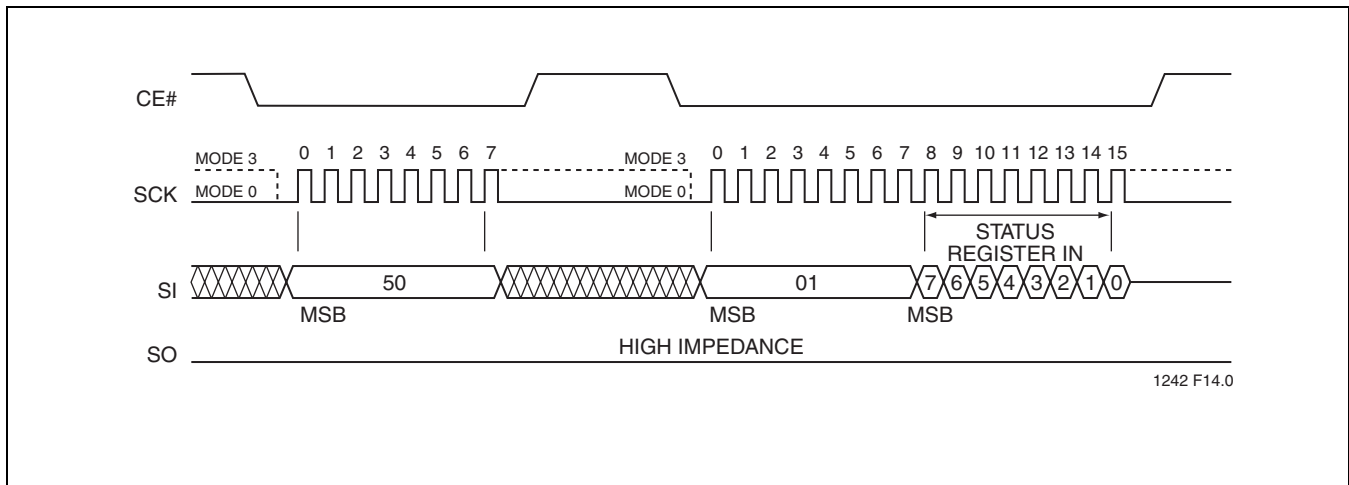 CE#
MODE 3 0 1 2 3 4 5 6 7 MODE 3 0 1 2 3 4 5 6 7 8 9 10 11 12 13 14 15
SCK MODE 0 MODE 0
STATUS
REGISTER IN
SI 50 01 7 6 5 4 3 2 1 0
MSB MSB MSB
HIGH IMPEDANCE
SO
1242 F14.0